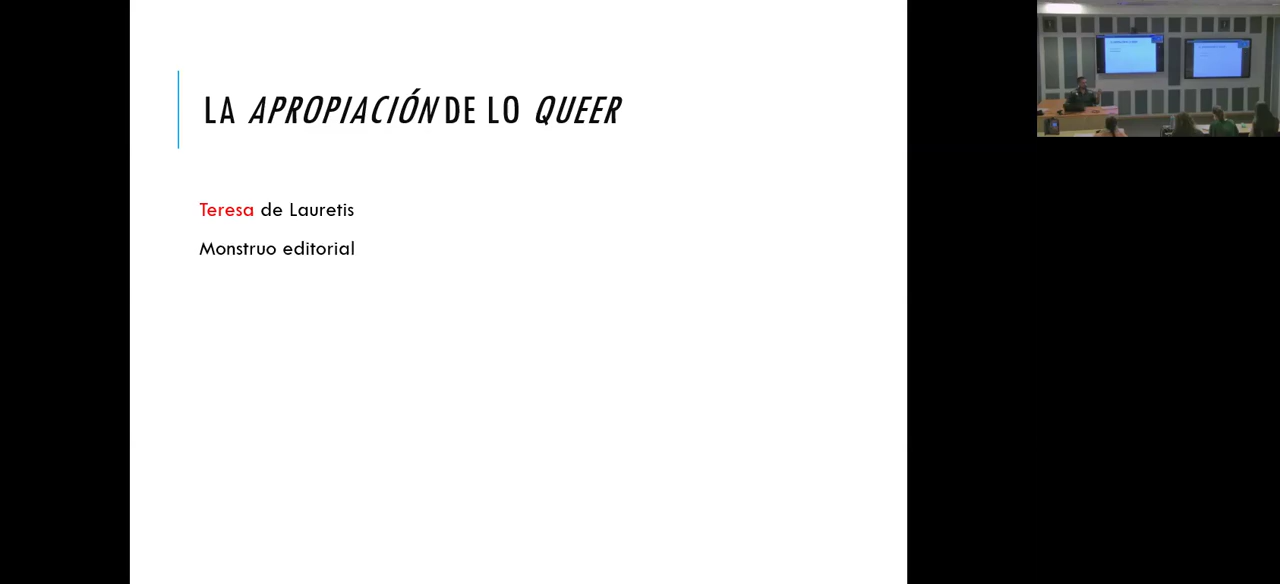 LA APROPIACIÓN DE LO QUEER
Teresa de Lauretis
Monstruo editorial